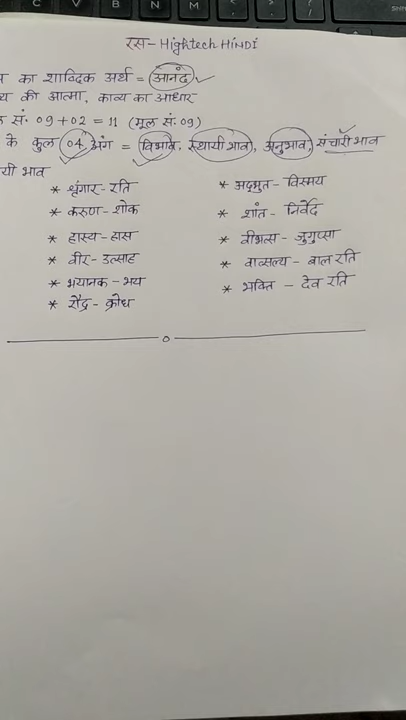 C V B N M
रस- Hightech HINDI
का शाब्दिक अर्थ = आनंद
की आत्मा, काव्य का आधार
सं॰ 09+02 = 11 (मूल सं॰ 09)
के कुल 04 अंग = विभाव, स्थायी भाव, अनुभाव, संचारी भाव
भाव
* श्रृंगार- रति
* करुण- शोक
* हास्य- हास
* वीर- उत्साह
* भयानक- भय
* रौद्र- क्रोध
* अद्भुत- विस्मय
* शांत- निर्वेद
* वीभत्स- जुगुप्सा
* वात्सल्य- बाल रति
* भक्ति - देव रति